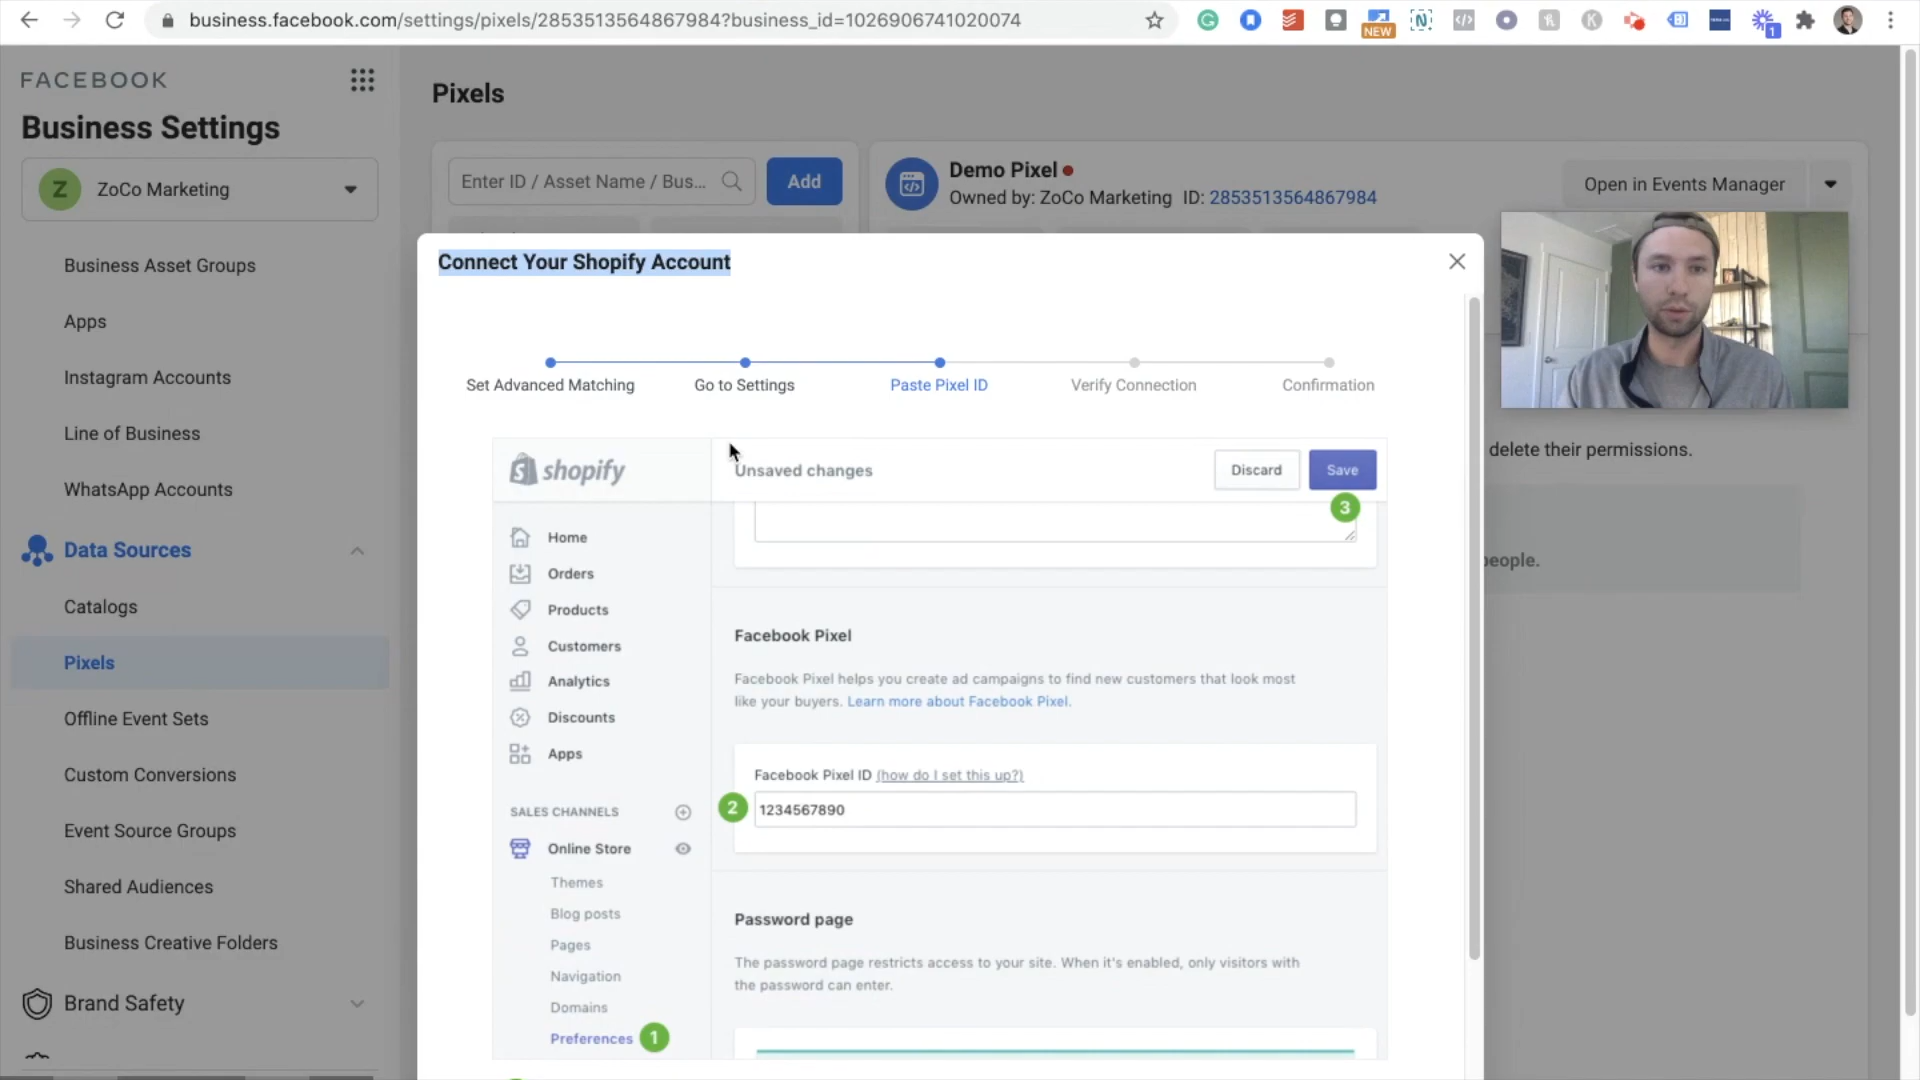 business.facebook.com/settings/pixels/2853513564867984?business_id=1026906741020074
NEW
1
FACEBOOK
Business Settings
Z
ZoCo Marketing
Business Asset Groups
Apps
Instagram Accounts
Line of Business
WhatsApp Accounts
Data Sources
Catalogs
Pixels
Offline Event Sets
Custom Conversions
Event Source Groups
Shared Audiences
Business Creative Folders
Brand Safety
Pixels
Enter ID / Asset Name / Bus...
Add
Demo Pixel
Owned by: ZoCo Marketing ID: 2853513564867984
Open in Events Manager
delete their permissions.
people.
Connect Your Shopify Account
Set Advanced Matching
Go to Settings
Paste Pixel ID
Verify Connection
Confirmation
shopify
Unsaved changes
Discard
Save
3
Home
Orders
Products
Customers
Analytics
Discounts
Apps
SALES CHANNELS
Online Store
Themes
Blog posts
Pages
Navigation
Domains
Preferences
1
Facebook Pixel
Facebook Pixel helps you create ad campaigns to find new customers that look most
like your buyers. Learn more about Facebook Pixel.
Facebook Pixel ID (how do I set this up?)
2
1234567890
Password page
The password page restricts access to your site. When it's enabled, only visitors with
the password can enter.